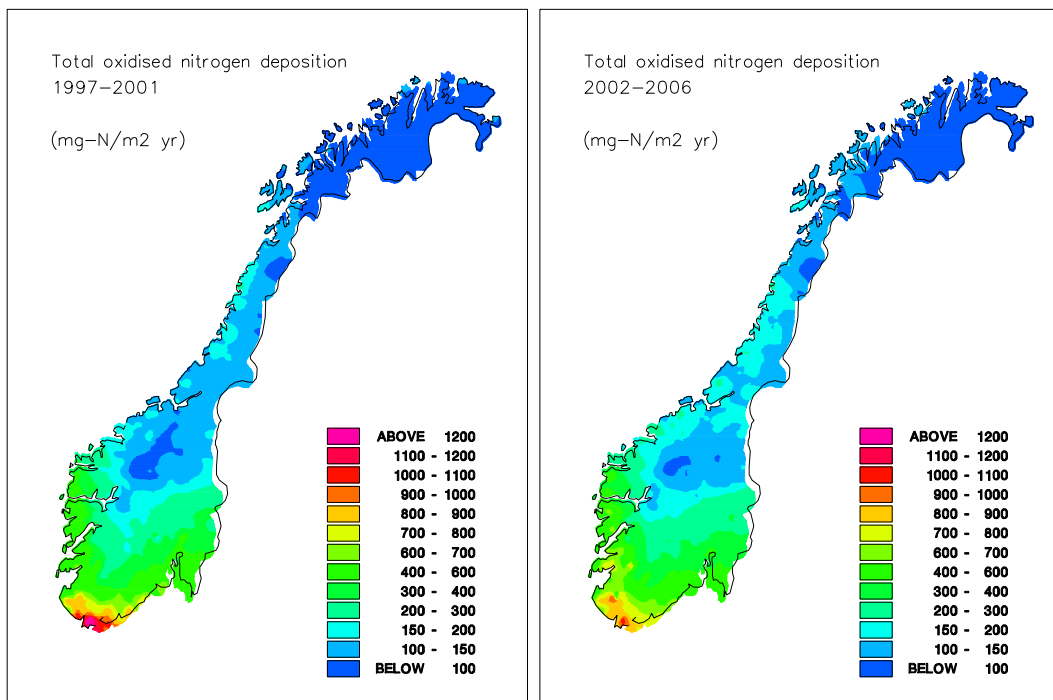 Total oxidised nitrogen deposition
1997-2001
(mg-N/m2 yr)
ABOVE 1200
1100 - 1200
1000 - 1100
900 - 1000
800 - 900
700 - 800
600 - 700
400 - 600
300 - 400
200 - 300
150 - 200
100 - 150
BELOW 100
Total oxidised nitrogen deposition
2002-2006
(mg-N/m2 yr)
ABOVE 1200
1100 - 1200
1000 - 1100
900 - 1000
800 - 900
700 - 800
600 - 700
400 - 600
300 - 400
200 - 300
150 - 200
100 - 150
BELOW 100